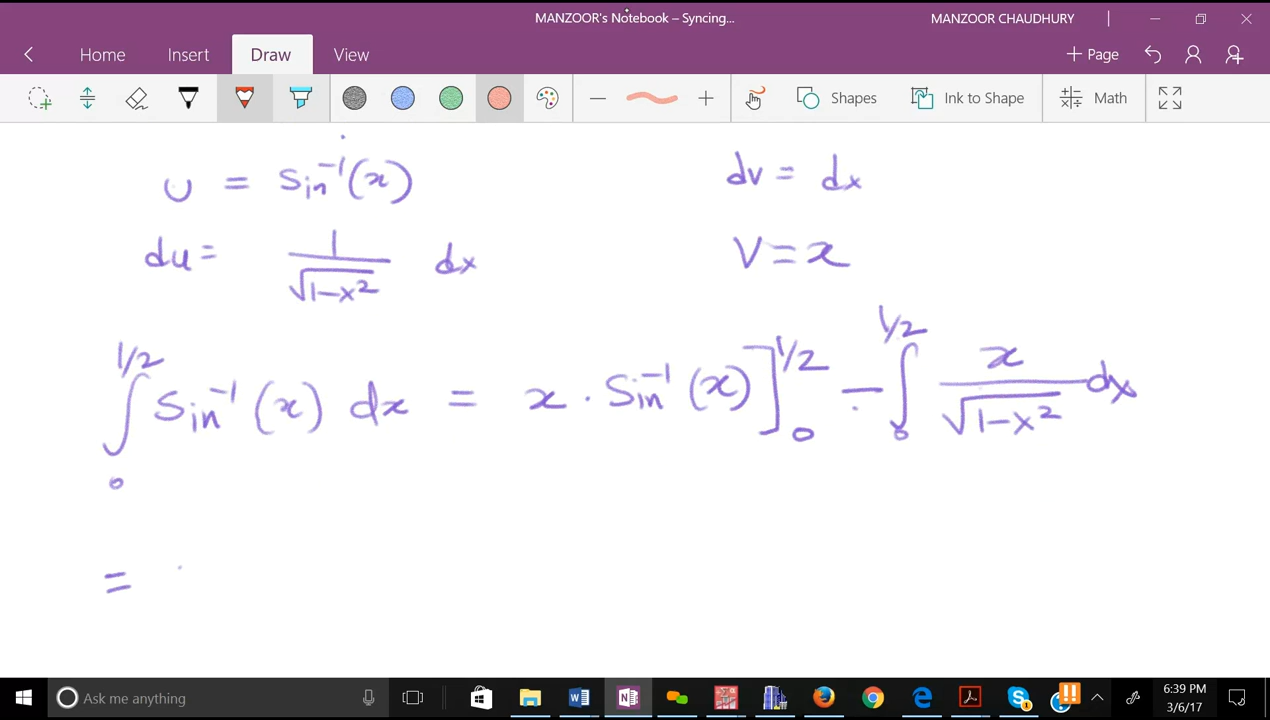 MANZOOR's Notebook – Syncing...
MANZOOR CHAUDHURY
Home Insert Draw View
Page
Shapes Ink to Shape Math
u = Sin⁻¹(x) dv = dx
du = 1/√(1-x²) dx V = x
∫₀^(1/2) Sin⁻¹(x) dx = x · Sin⁻¹(x)]₀^(1/2) − ∫₀^(1/2) x/√(1-x²) dx
=
Ask me anything
6:39 PM
3/6/17